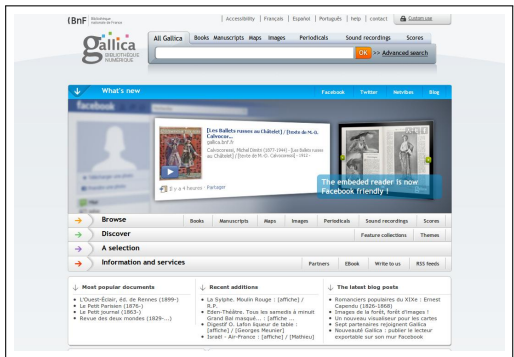 {BnF Bibliothèque nationale de France
Accessibility | Français | Español | Português | help | contact Custom use
Gallica
BIBLIOTHÈQUE
NUMÉRIQUE
All Gallica Books Manuscripts Maps Images Periodicals Sound recordings Scores
OK >> Advanced search
What's new Facebook Twitter Netvibes Blog
facebook
[Les Ballets russes au Châtelet] / [texte de M.-D. Calvocor...
gallica.bnf.fr
Calvocoressi, Michel Dimitri (1877-1944) - [Les Ballets russes
au Châtelet] / [texte de M.-D. Calvocoressi] - 1912 -
Il y a 4 heures · Partager
The embeded reader is now
Facebook friendly !
Browse Books Manuscripts Maps Images Periodicals Sound recordings Scores
Discover Feature collections Themes
A selection
Information and services Partners EBook Write to us RSS feeds
Most popular documents
L'Ouest-Éclair, éd. de Rennes (1899-)
Le Petit Parisien (1876-)
Le Petit journal (1863-)
Revue des deux mondes (1829-...)
Recent additions
La Sylphe. Moulin Rouge : [affiche] /
R.P.
Eden-Théâtre. Tous les samedis à minuit
Grand Bal masqué... : [affiche ...
Digestif O. Lafon liqueur de table :
[affiche] / [Georges Meunier]
Israël - Air-France : [affiche] / [Mathieu]
The latest blog posts
Romanciers populaires du XIXe : Ernest
Capendu (1826-1868)
Images de la forêt, forêt d'images !
Un nouveau visualiseur pour les cartes
Sept partenaires rejoignent Gallica
Nouveauté Gallica : publier le lecteur
exportable sur son mur Facebook